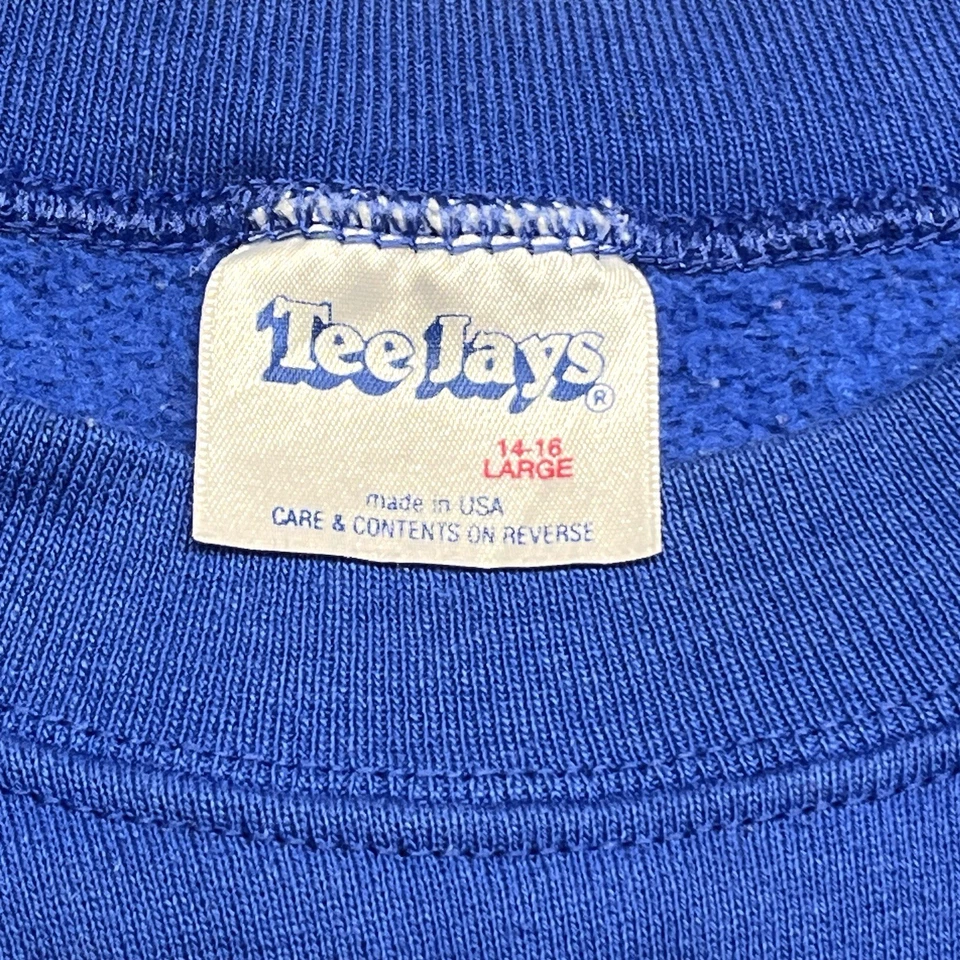 Tee Jays®
14-16
LARGE
made in USA
CARE & CONTENTS ON REVERSE